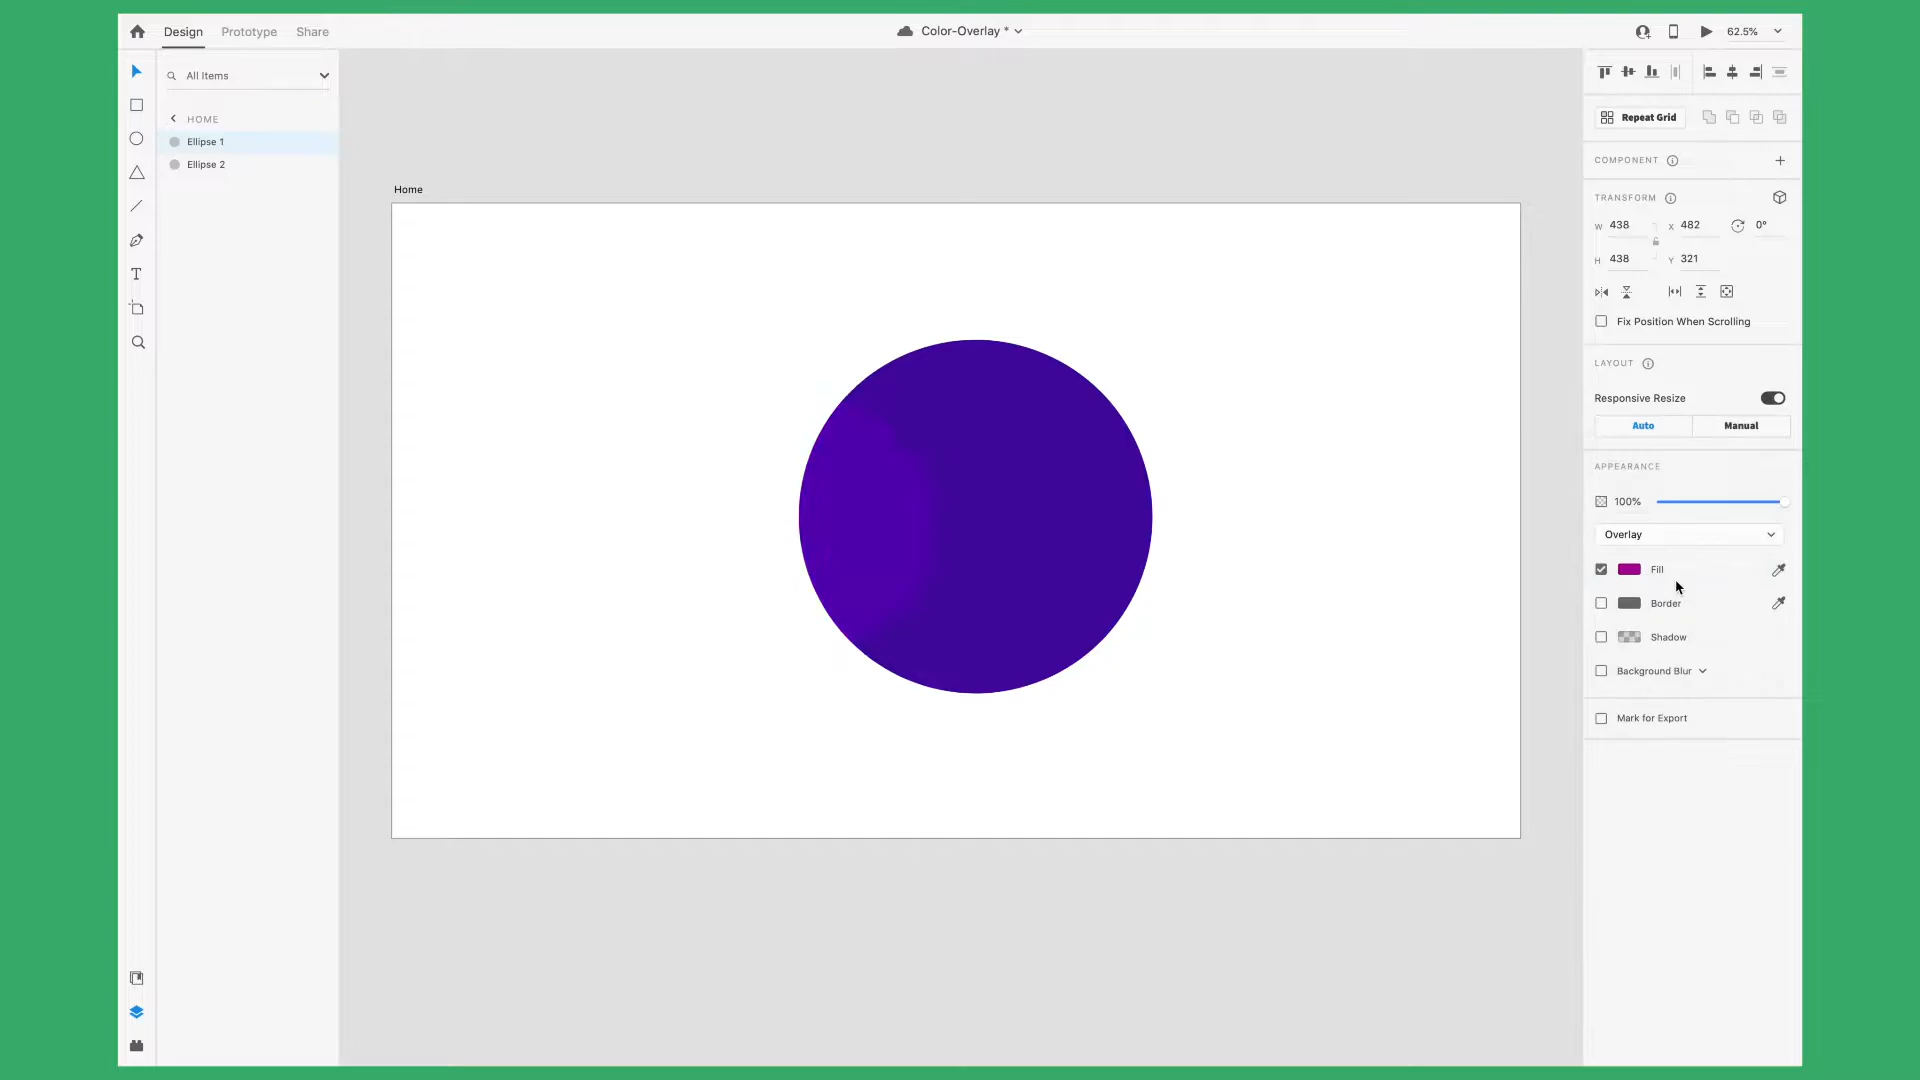 Design Prototype Share
Color-Overlay *
62.5%
All Items
HOME
Ellipse 1
Ellipse 2
Home
Repeat Grid
COMPONENT
TRANSFORM
W 438 X 482 0°
H 438 Y 321
Fix Position When Scrolling
LAYOUT
Responsive Resize
Auto Manual
APPEARANCE
100%
Overlay
Fill
Border
Shadow
Background Blur
Mark for Export